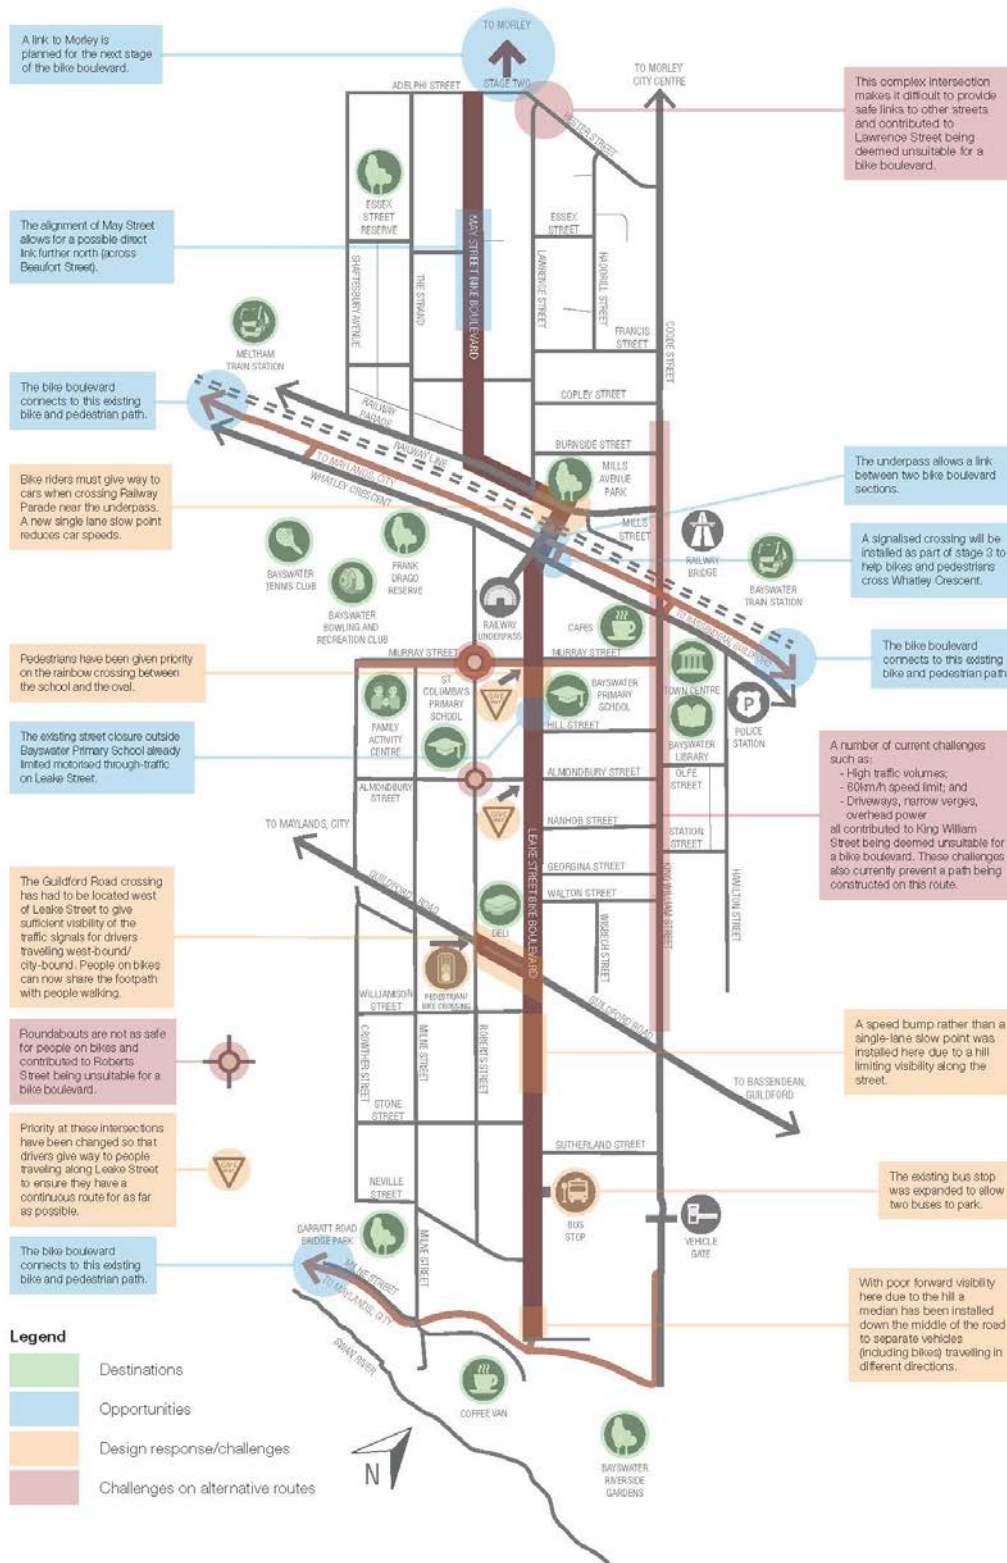 TO MORLEY
STAGE TWO
ADELPHI STREET
TO MORLEY
CITY CENTRE
A link to Morley is
planned for the next stage
of the bike boulevard.
This complex intersection
makes it difficult to provide
safe links to other streets
and contributed to
Lawrence Street being
deemed unsuitable for a
bike boulevard.
ESSEX
STREET
RESERVE
ESSEX
STREET
The alignment of May Street
allows for a possible direct
link further north (across
Beaufort Street).
MAY STREET BIKE BOULEVARD
SHAFTESBURY AVENUE
THE STRAND
LAWRENCE STREET
HADDRILL STREET
FRANCIS
STREET
COODE STREET
MELTHAM
TRAIN STATION
The bike boulevard
connects to this existing
bike and pedestrian path.
COPLEY STREET
RAILWAY
PARADE
RAILWAY LINE
TO MAYLANDS, CITY
WHATLEY CRESCENT
BURNSIDE STREET
MILLS
AVENUE
PARK
MILLS
STREET
Bike riders must give way to
cars when crossing Railway
Parade near the underpass.
A new single lane slow point
reduces car speeds.
The underpass allows a link
between two bike boulevard
sections.
A signalised crossing will be
installed as part of stage 3 to
help bikes and pedestrians
cross Whatley Crescent.
RAILWAY
BRIDGE
BAYSWATER
TRAIN STATION
BAYSWATER
TENNIS CLUB
FRANK
DRAGO
RESERVE
BAYSWATER
BOWLING AND
RECREATION CLUB
RAILWAY
UNDERPASS
CAFES
TO BASSENDEAN, GUILDFORD
The bike boulevard
connects to this existing
bike and pedestrian path
Pedestrians have been given priority
on the rainbow crossing between
the school and the oval.
MURRAY STREET
MURRAY STREET
ST
COLUMBA'S
PRIMARY
SCHOOL
GIVE
WAY
BAYSWATER
PRIMARY
SCHOOL
TOWN CENTRE
P
POLICE
STATION
FAMILY
ACTIVITY
CENTRE
HILL STREET
BAYSWATER
LIBRARY
The existing street closure outside
Bayswater Primary School already
limited motorised through-traffic
on Leake Street.
ALMONDBURY
STREET
ALMONDBURY STREET
OLFE
STREET
A number of current challenges
such as:
- High traffic volumes;
- 60km/h speed limit; and
- Driveways, narrow verges,
overhead power
all contributed to King William
Street being deemed unsuitable for
a bike boulevard. These challenges
also currently prevent a path being
constructed on this route.
TO MAYLANDS, CITY
GUILDFORD ROAD
GIVE
WAY
NANHOB STREET
STATION
STREET
GEORGINA STREET
WALTON STREET
LEAKE STREET BIKE BOULEVARD
WISBECH STREET
KING WILLIAM STREET
HAMILTON STREET
DELI
The Guildford Road crossing
has had to be located west
of Leake Street to give
sufficient visibility of the
traffic signals for drivers
travelling west-bound/
city-bound. People on bikes
can now share the footpath
with people walking.
PEDESTRIAN/
BIKE CROSSING
WILLIAMSON
STREET
GUILDFORD ROAD
CROWTHER STREET
MILNE STREET
ROBERTS STREET
Roundabouts are not as safe
for people on bikes and
contributed to Roberts
Street being unsuitable for a
bike boulevard.
A speed bump rather than a
single-lane slow point was
installed here due to a hill
limiting visibility along the
street.
TO BASSENDEAN,
GUILDFORD
STONE
STREET
SUTHERLAND STREET
Priority at these intersections
have been changed so that
drivers give way to people
traveling along Leake Street
to ensure they have a
continuous route for as far
as possible.
GIVE
WAY
NEVILLE
STREET
BUS
STOP
VEHICLE
GATE
The existing bus stop
was expanded to allow
two buses to park.
GARRATT ROAD
BRIDGE PARK
MILNE STREET
The bike boulevard
connects to this existing
bike and pedestrian path.
MILNE STREET
TO MAYLANDS, CITY
SWAN RIVER
With poor forward visibility
here due to the hill a
median has been installed
down the middle of the road
to separate vehicles
(including bikes) travelling in
different directions.
Legend
Destinations
Opportunities
Design response/challenges
Challenges on alternative routes
COFFEE VAN
N
BAYSWATER
RIVERSIDE
GARDENS